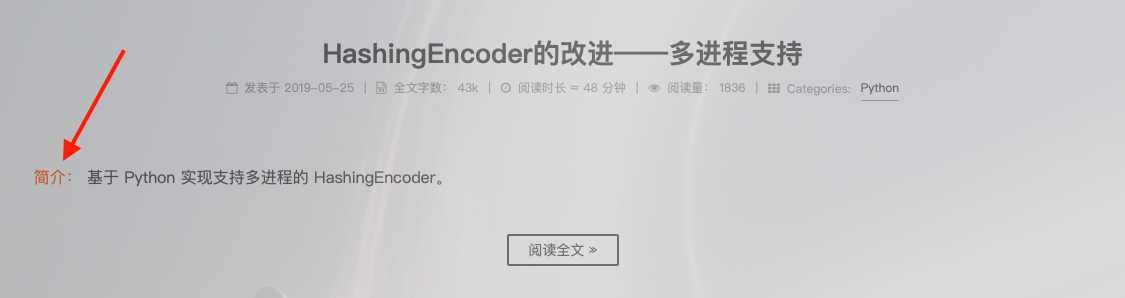 HashingEncoder的改进——多进程支持
发表于 2019-05-25 | 全文字数： 43k | 阅读时长 ≈ 48 分钟 | 阅读量： 1836 | Categories: Python
简介： 基于 Python 实现支持多进程的 HashingEncoder。
阅读全文 »